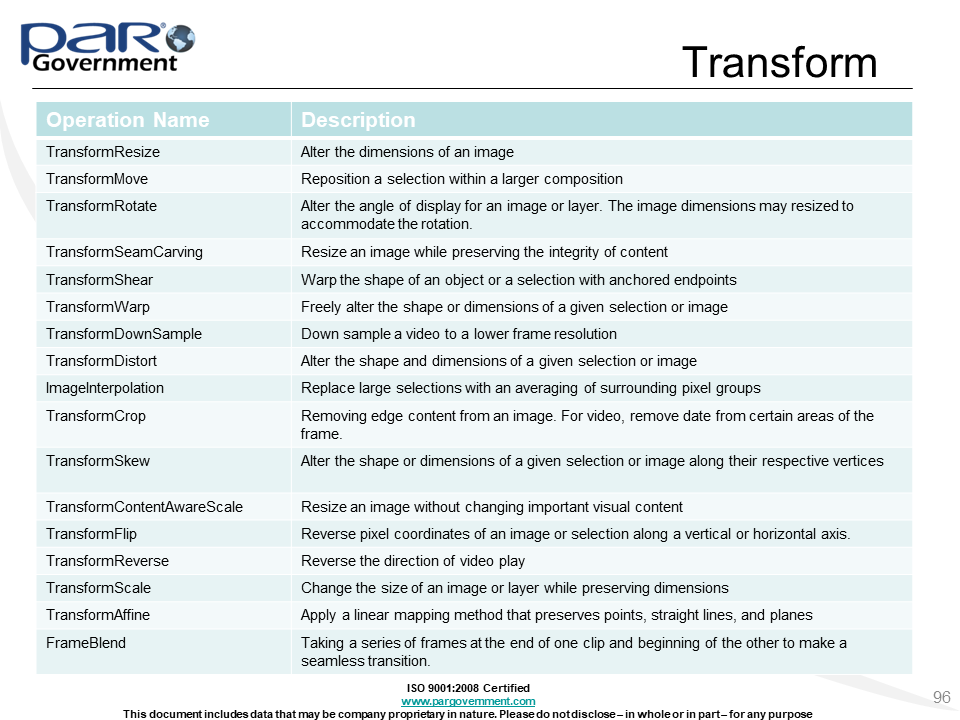 PAR® Government
Transform
Operation Name Description
TransformResize Alter the dimensions of an image
TransformMove Reposition a selection within a larger composition
TransformRotate Alter the angle of display for an image or layer. The image dimensions may resized to
accommodate the rotation.
TransformSeamCarving Resize an image while preserving the integrity of content
TransformShear Warp the shape of an object or a selection with anchored endpoints
TransformWarp Freely alter the shape or dimensions of a given selection or image
TransformDownSample Down sample a video to a lower frame resolution
TransformDistort Alter the shape and dimensions of a given selection or image
ImageInterpolation Replace large selections with an averaging of surrounding pixel groups
TransformCrop Removing edge content from an image. For video, remove date from certain areas of the
frame.
TransformSkew Alter the shape or dimensions of a given selection or image along their respective vertices
TransformContentAwareScale Resize an image without changing important visual content
TransformFlip Reverse pixel coordinates of an image or selection along a vertical or horizontal axis.
TransformReverse Reverse the direction of video play
TransformScale Change the size of an image or layer while preserving dimensions
TransformAffine Apply a linear mapping method that preserves points, straight lines, and planes
FrameBlend Taking a series of frames at the end of one clip and beginning of the other to make a
seamless transition.
ISO 9001:2008 Certified
www.pargovernment.com
This document includes data that may be company proprietary in nature. Please do not disclose – in whole or in part – for any purpose
96